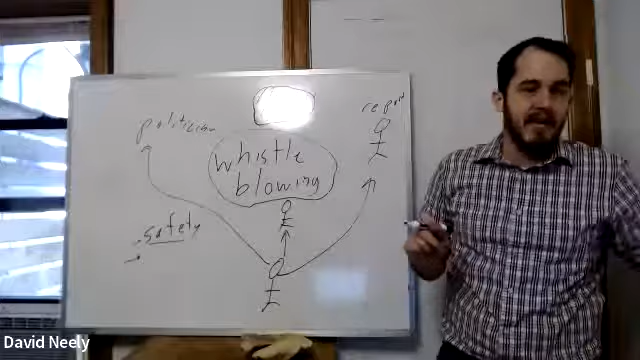 politician
report
whistle
blowing
- safety
David Neely